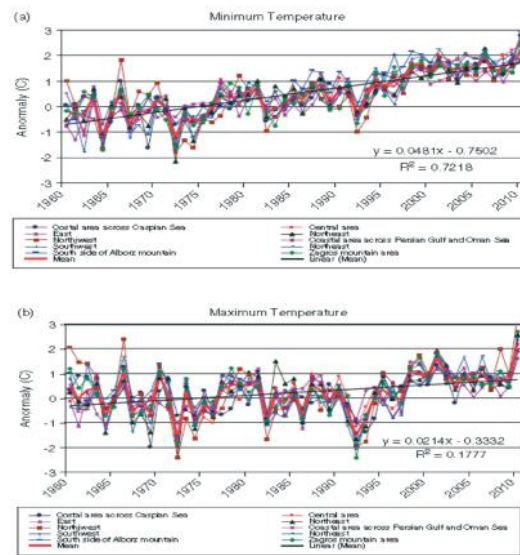 (a) Minimum Temperature
3
2
1
0
-1
-2
-3
Anormaly (C)
y = 0.0481x - 0.7502
R² = 0.7218
1960 1965 1970 1975 1980 1985 1990 1995 2000 2005 2010
Costal area across Caspian Sea Central area
East Northeast
Northwest Coastal area across Persian Gulf and Oman Sea
Southwest Northeast
South side of Alborz mountain Zagros mountain area
Mean Linear (Mean)
(b) Maximum Temperature
3
2
1
0
-1
-2
-3
Anormaly (C)
y = 0.0214x - 0.3332
R² = 0.1777
1960 1965 1970 1975 1980 1985 1990 1995 2000 2005 2010
Costal area across Caspian Sea Central area
East Northeast
Northwest Coastal area across Persian Gulf and Oman Sea
Southwest Northeast
South side of Alborz mountain Zagros mountain area
Mean Linear (Mean)